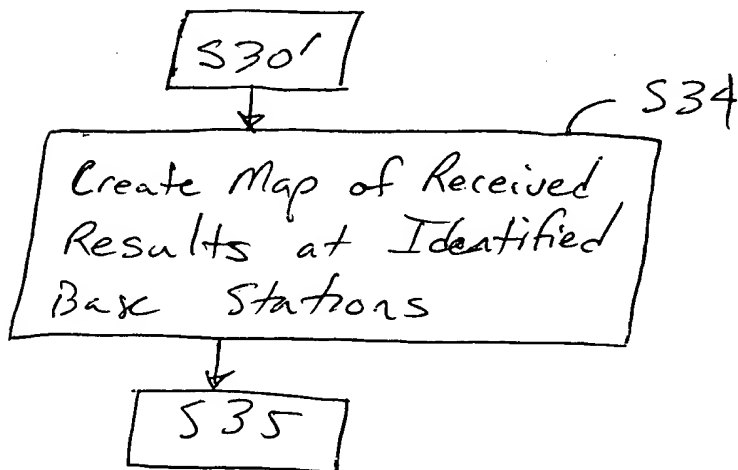 S30'
S34
Create Map of Received
Results at Identified
Base Stations
S35